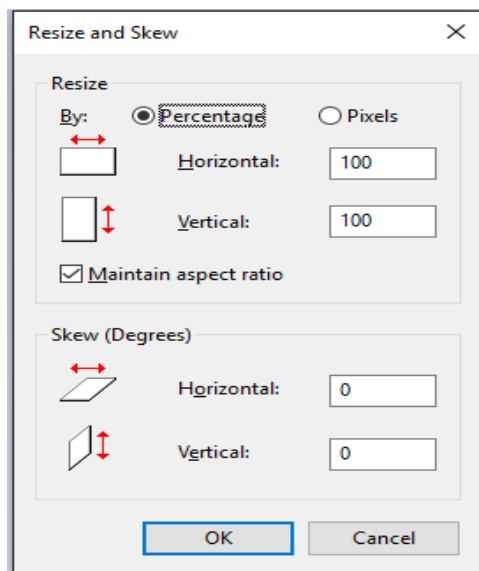 Resize and Skew
Resize
By: Percentage Pixels
Horizontal: 100
Vertical: 100
Maintain aspect ratio
Skew (Degrees)
Horizontal: 0
Vertical: 0
OK Cancel